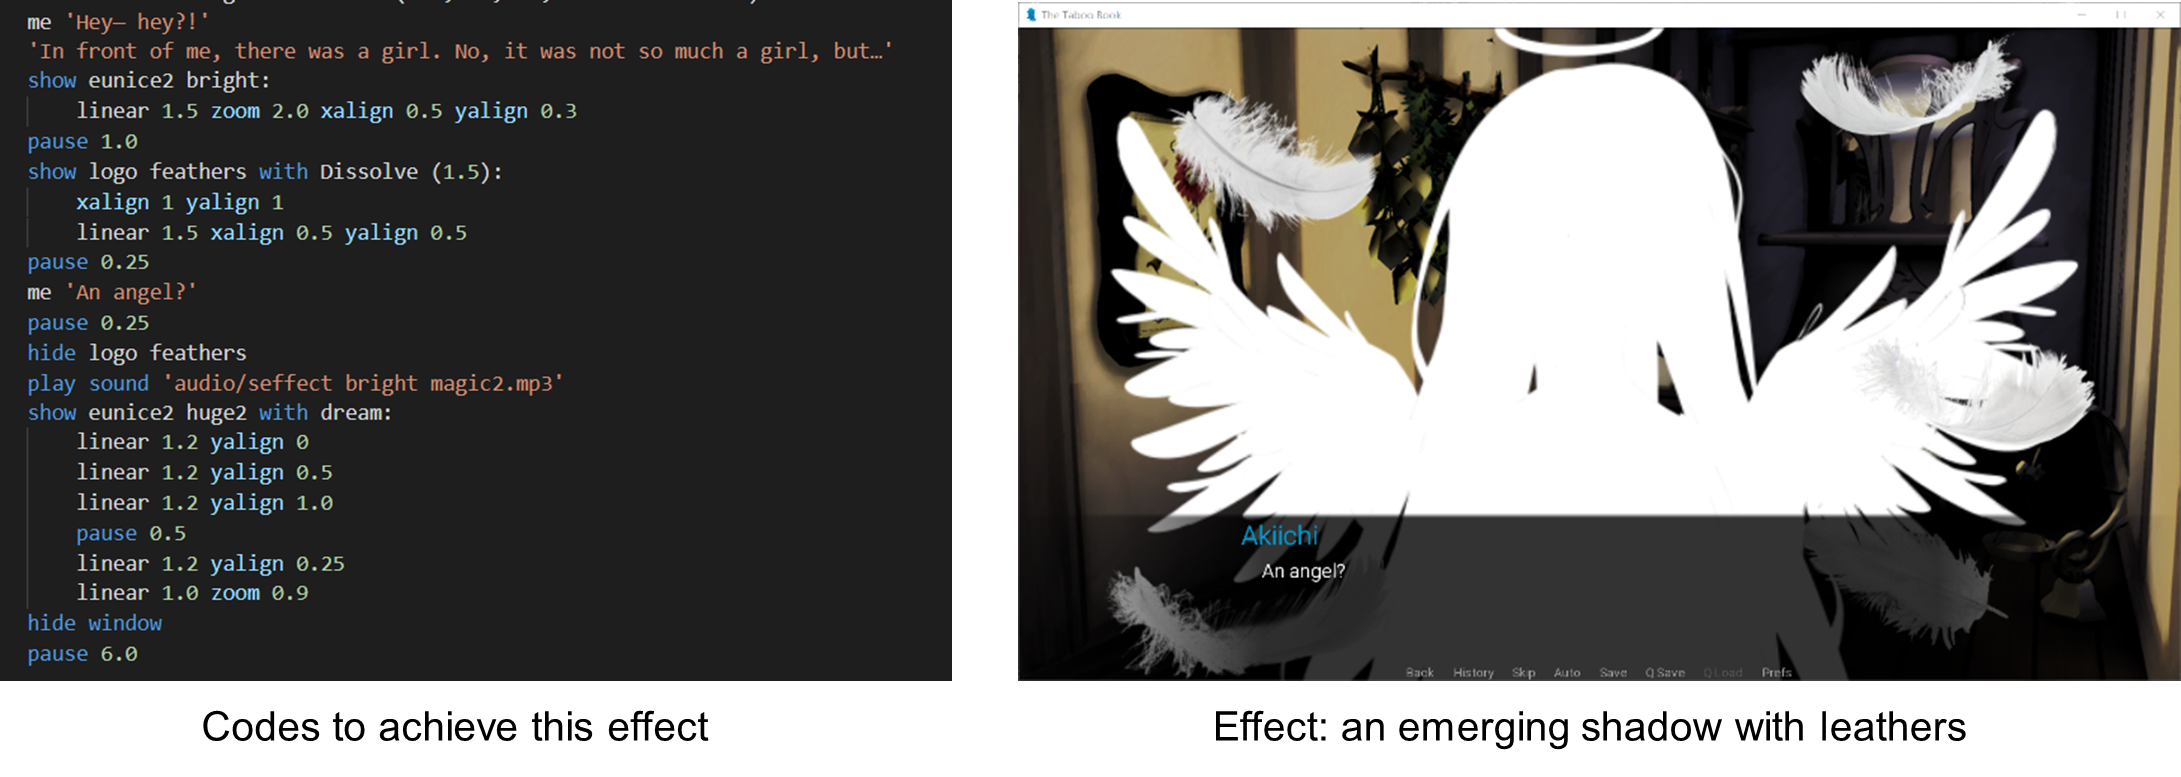 me 'Hey— hey?!'
'In front of me, there was a girl. No, it was not so much a girl, but…'
show eunice2 bright:
linear 1.5 zoom 2.0 xalign 0.5 yalign 0.3
pause 1.0
show logo feathers with Dissolve (1.5):
xalign 1 yalign 1
linear 1.5 xalign 0.5 yalign 0.5
pause 0.25
me 'An angel?'
pause 0.25
hide logo feathers
play sound 'audio/seffect bright magic2.mp3'
show eunice2 huge2 with dream:
linear 1.2 yalign 0
linear 1.2 yalign 0.5
linear 1.2 yalign 1.0
pause 0.5
linear 1.2 yalign 0.25
linear 1.0 zoom 0.9
hide window
pause 6.0
Codes to achieve this effect
The Taboo Book
Akiichi
An angel?
Back History Skip Auto Save Q.Save Q.Load Prefs
Effect: an emerging shadow with leathers